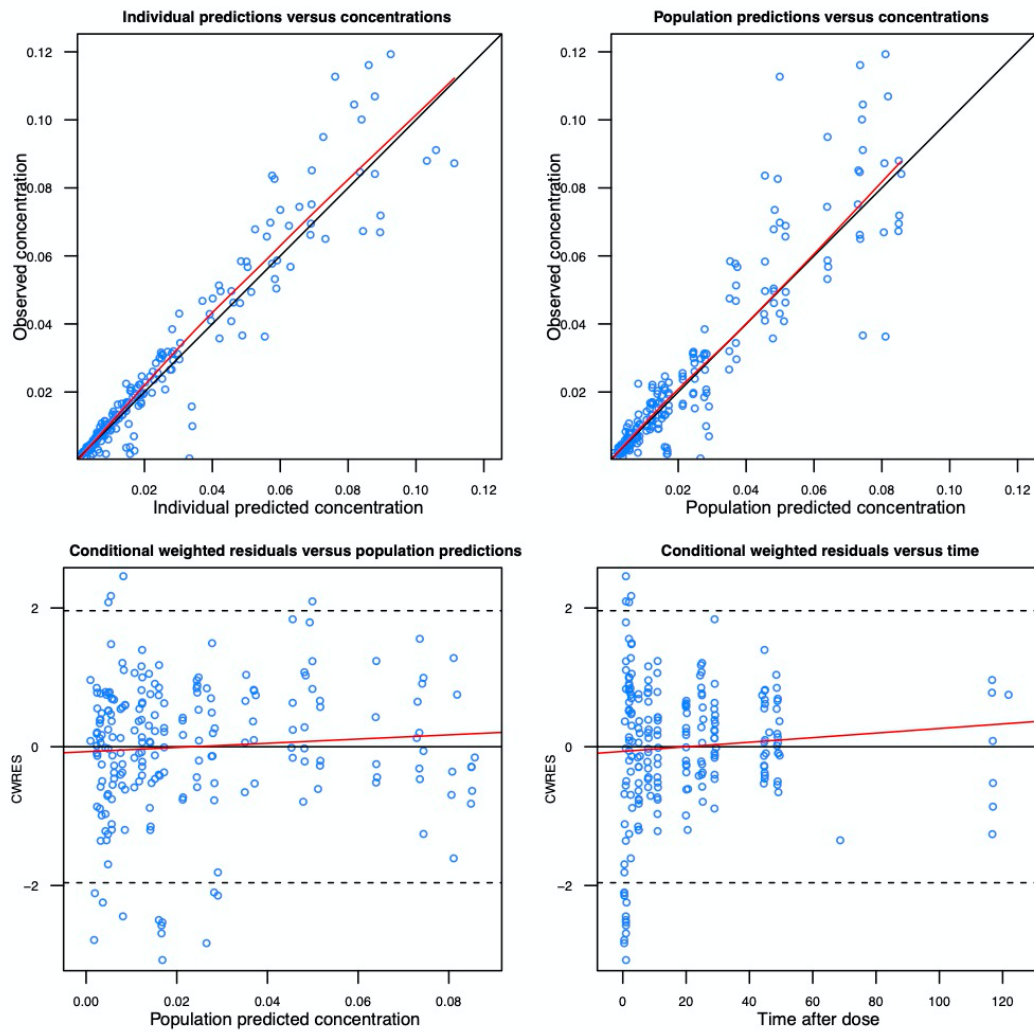 Individual predictions versus concentrations
0.12
0.10
0.08
0.06
0.04
0.02
Observed concentration
0.02 0.04 0.06 0.08 0.10 0.12
Individual predicted concentration
Population predictions versus concentrations
0.12
0.10
0.08
0.06
0.04
0.02
Observed concentration
0.02 0.04 0.06 0.08 0.10 0.12
Population predicted concentration
Conditional weighted residuals versus population predictions
2
0
−2
CWRES
0.00 0.02 0.04 0.06 0.08
Population predicted concentration
Conditional weighted residuals versus time
2
0
−2
CWRES
0 20 40 60 80 100 120
Time after dose